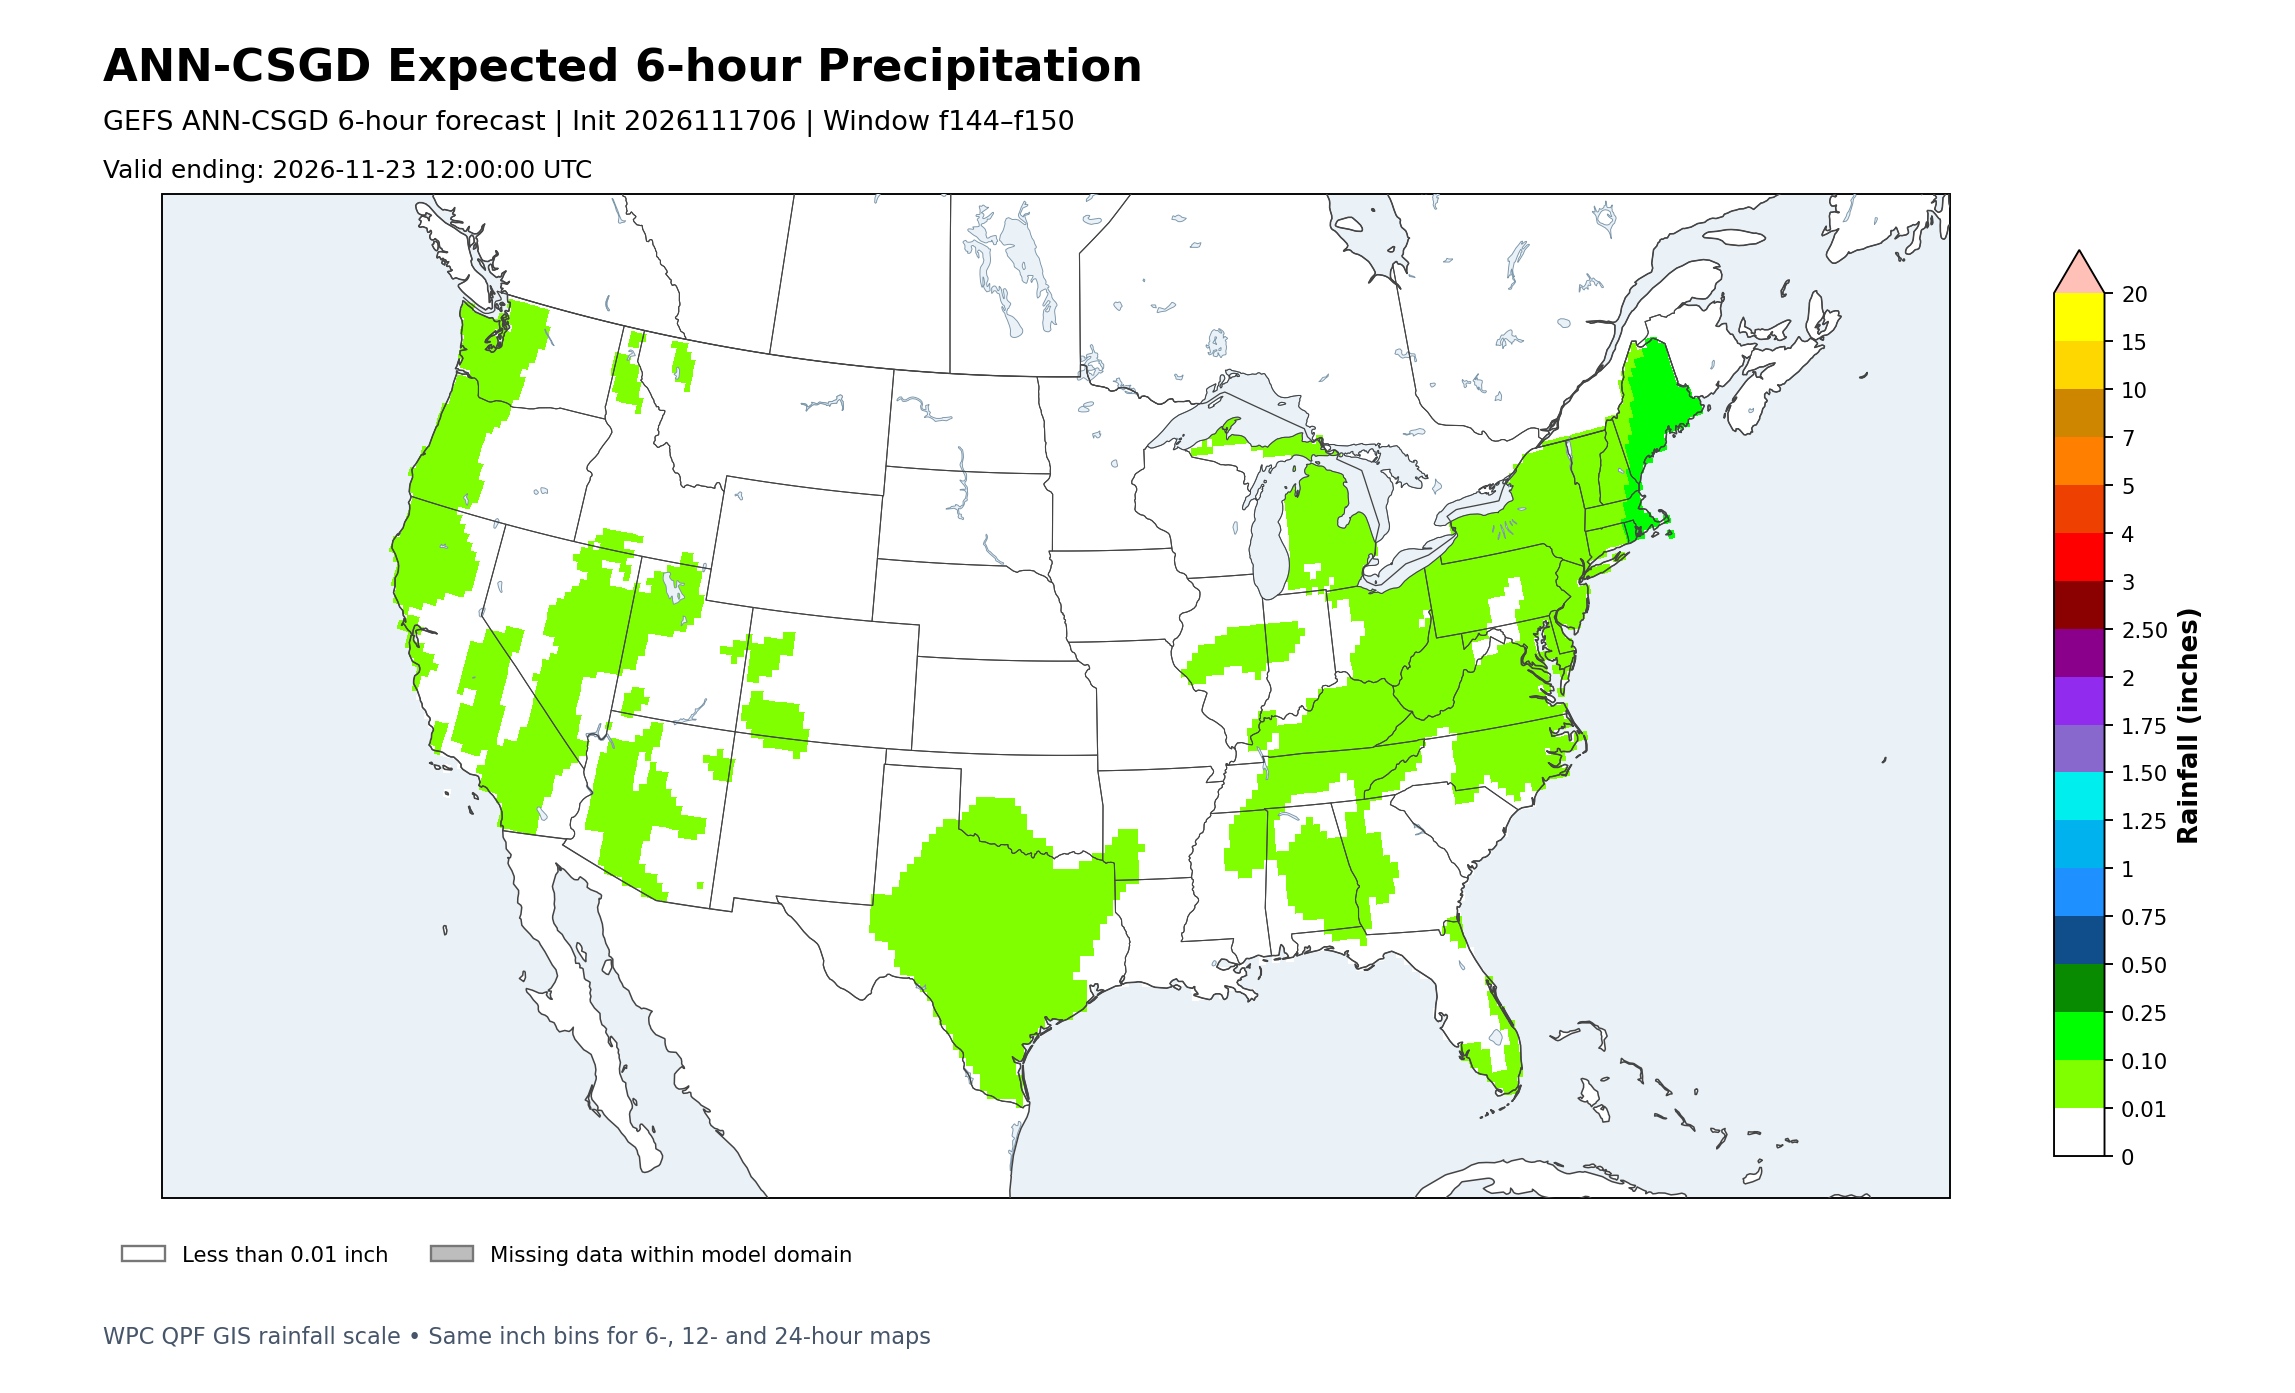 ANN-CSGD Expected 6-hour Precipitation
GEFS ANN-CSGD 6-hour forecast | Init 2026111706 | Window f144–f150
Valid ending: 2026-11-23 12:00:00 UTC
20
15
10
7
5
4
3
2.50
2
1.75
1.50
1.25
1
0.75
0.50
0.25
0.10
0.01
0
Rainfall (inches)
Less than 0.01 inch
Missing data within model domain
WPC QPF GIS rainfall scale • Same inch bins for 6-, 12- and 24-hour maps